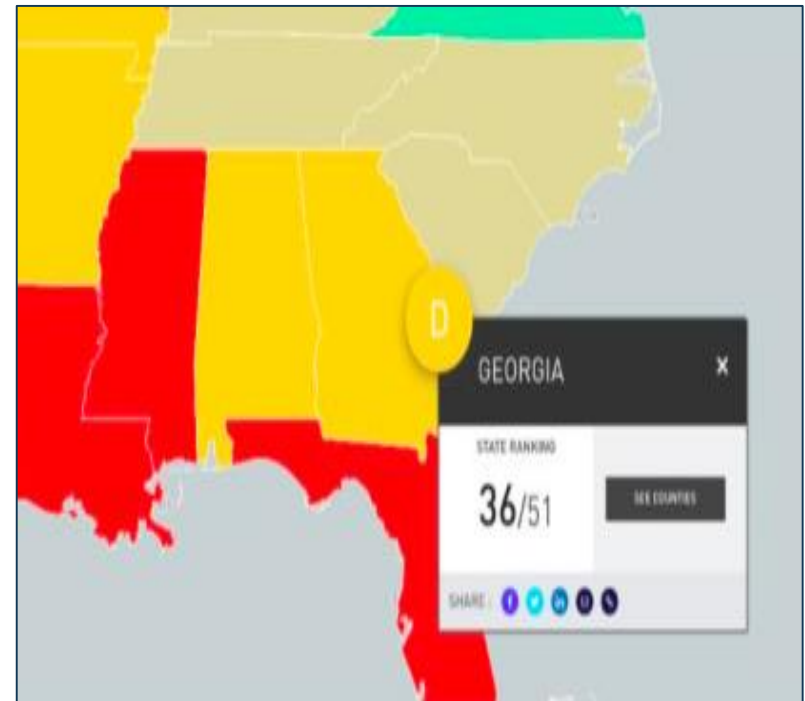 D
GEORGIA ×
STATE RANKING
36/51
SEE COUNTIES
SHARE :